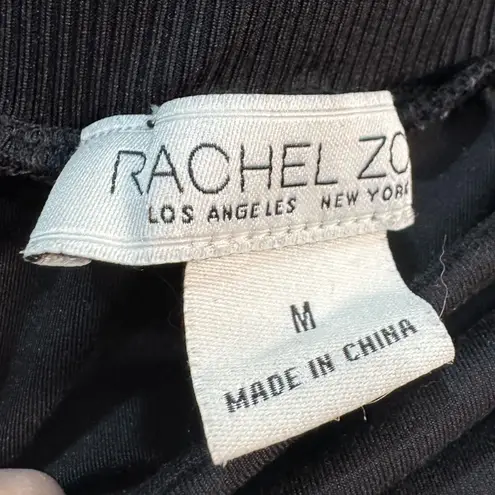 RACHEL ZO
LOS ANGELES NEW YORK
M
MADE IN CHINA